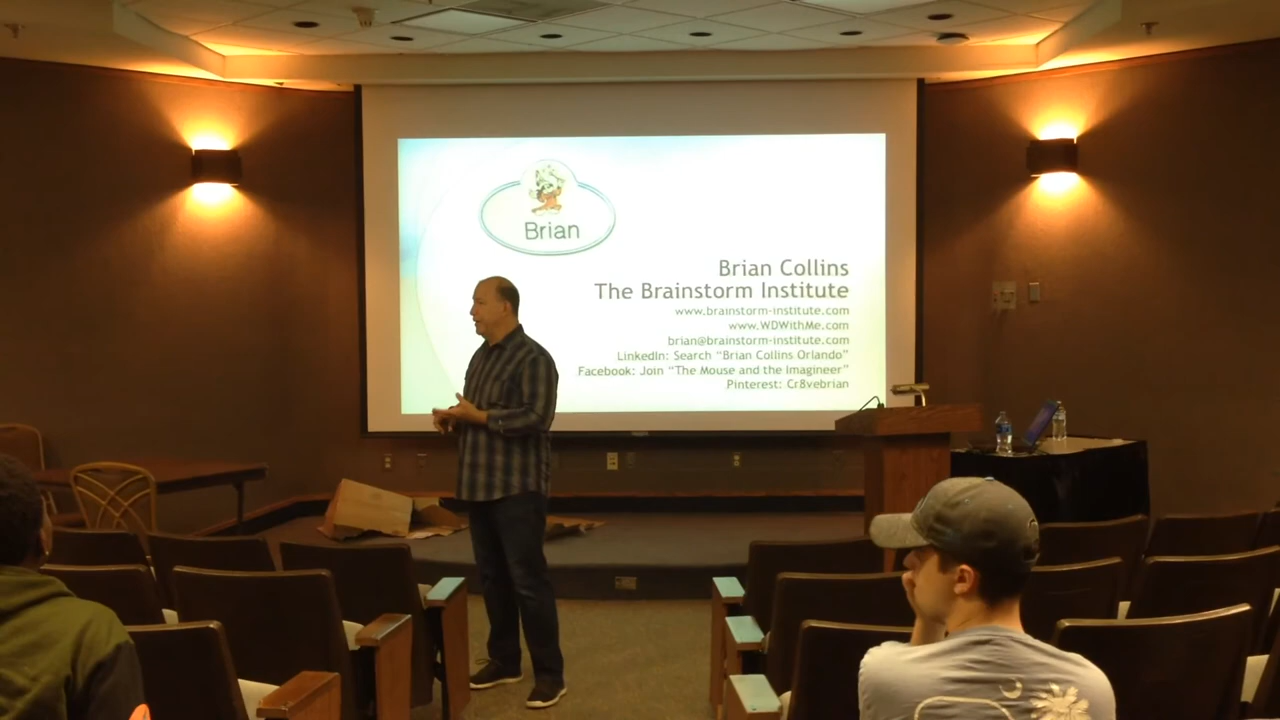 Brian
Brian Collins
The Brainstorm Institute
www.brainstorm-institute.com
www.WDWithMe.com
brian@brainstorm-institute.com
LinkedIn: Search “Brian Collins Orlando”
Facebook: Join “The Mouse and the Imagineer”
Pinterest: Cr8vebrian